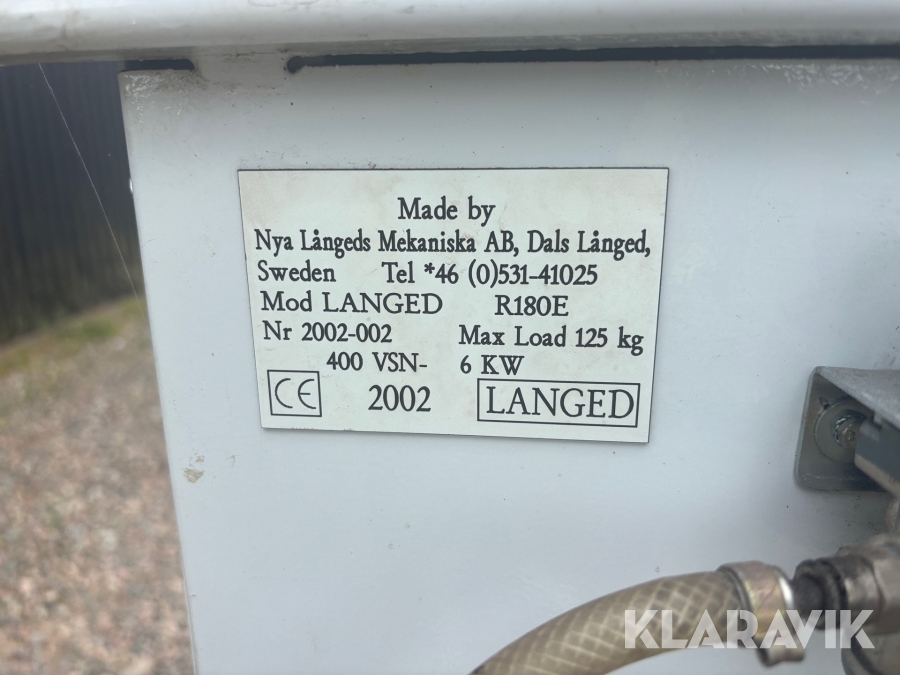 Made by
Nya Långeds Mekaniska AB, Dals Långed,
Sweden Tel *46 (0)531-41025
Mod LANGED R180E
Nr 2002-002 Max Load 125 kg
400 VSN- 6 KW
CE 2002 LANGED
KLARAVIK